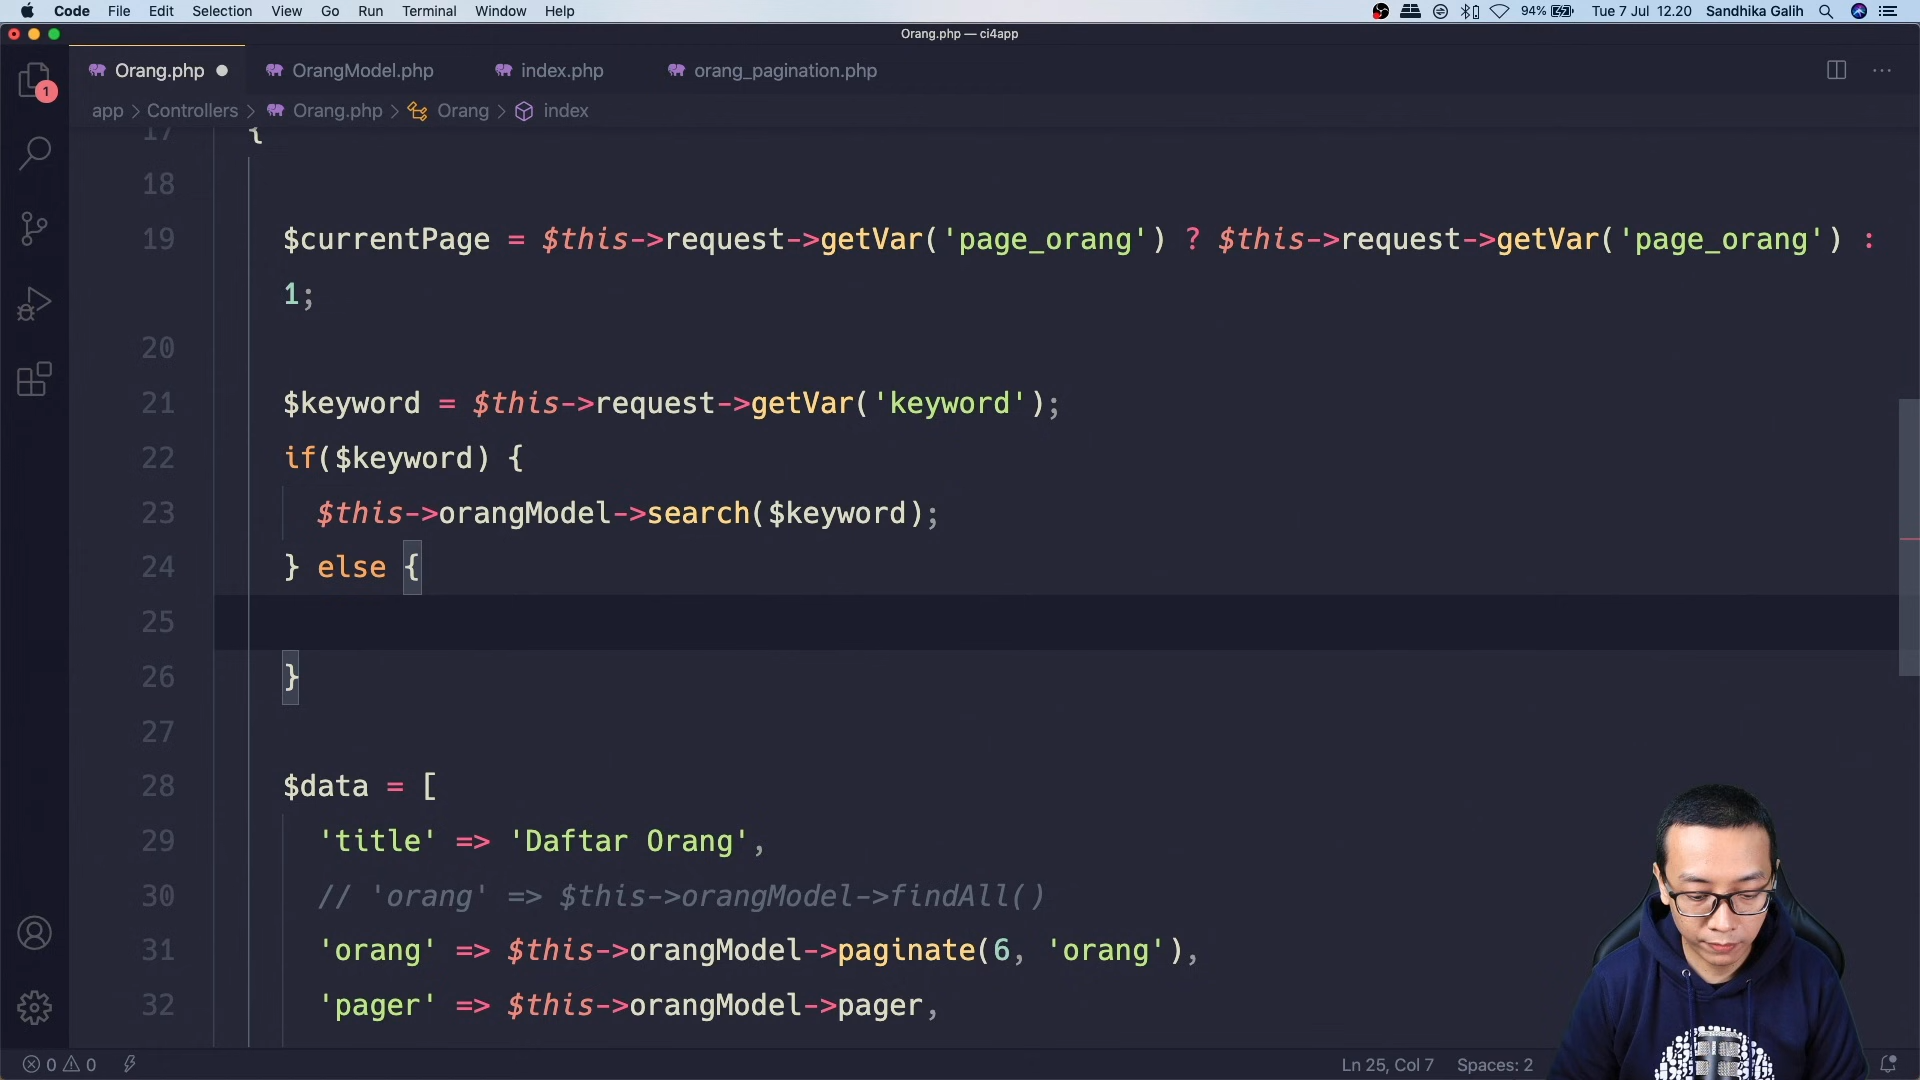 Code File Edit Selection View Go Run Terminal Window Help 94% Tue 7 Jul 12.20 Sandhika Galih
Orang.php — ci4app
Orang.php OrangModel.php index.php orang_pagination.php
1
app > Controllers > Orang.php > Orang > index
17 {
18
19 $currentPage = $this->request->getVar('page_orang') ? $this->request->getVar('page_orang') :
1;
20
21 $keyword = $this->request->getVar('keyword');
22 if($keyword) {
23 $this->orangModel->search($keyword);
24 } else {
25
26 }
27
28 $data = [
29 'title' => 'Daftar Orang',
30 // 'orang' => $this->orangModel->findAll()
31 'orang' => $this->orangModel->paginate(6, 'orang'),
32 'pager' => $this->orangModel->pager,
0 0 Ln 25, Col 7 Spaces: 2